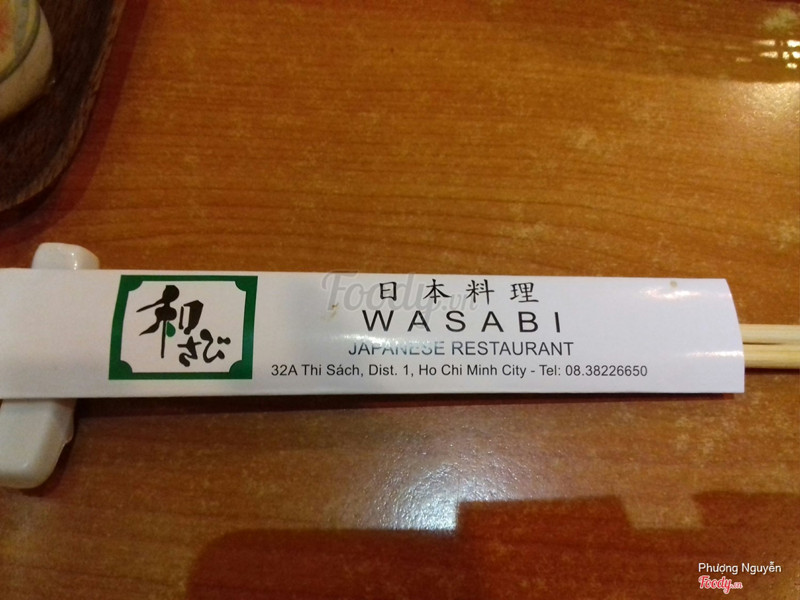 和さび
日本料理
WASABI
JAPANESE RESTAURANT
32A Thi Sách, Dist. 1, Ho Chi Minh City - Tel: 08.38226650
Foody.vn
Phượng Nguyễn
Foody.vn